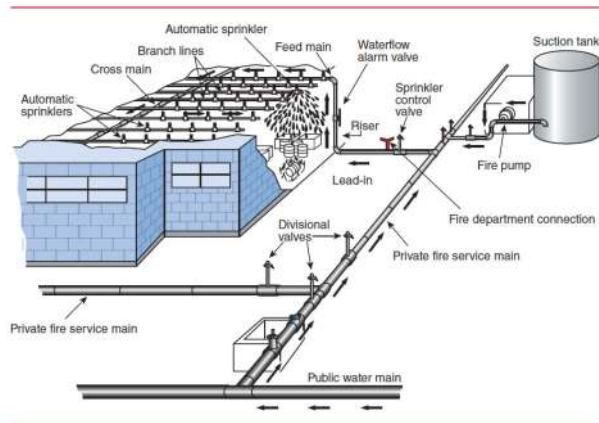 Automatic sprinkler
Branch lines
Cross main
Automatic
sprinklers
Feed main
Waterflow
alarm valve
Suction tank
Sprinkler
control
valve
Riser
Fire pump
Lead-in
Fire department connection
Divisional
valves
Private fire service main
Private fire service main
Public water main